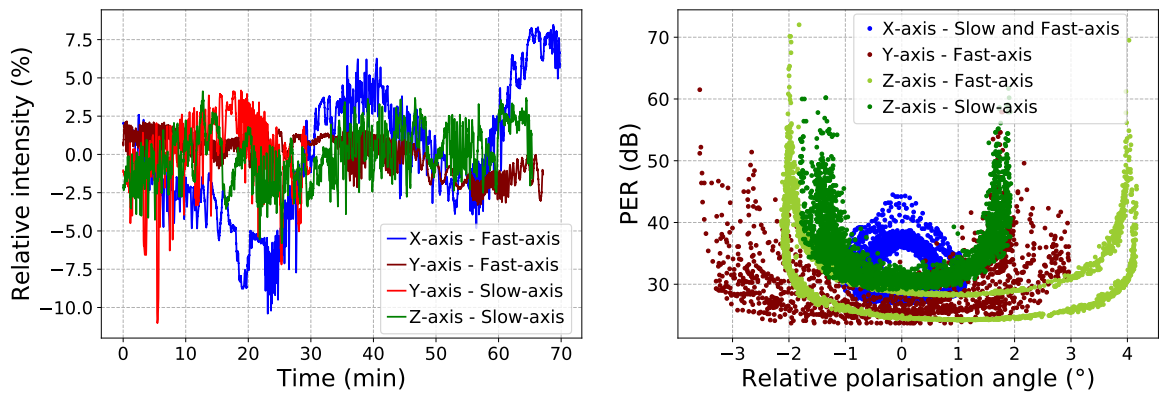 7.5
5.0
2.5
0.0
−2.5
−5.0
−7.5
−10.0
Relative intensity (%)
X-axis - Fast-axis
Y-axis - Fast-axis
Y-axis - Slow-axis
Z-axis - Slow-axis
0 10 20 30 40 50 60 70
Time (min)
70
60
50
40
30
PER (dB)
X-axis - Slow and Fast-axis
Y-axis - Fast-axis
Z-axis - Fast-axis
Z-axis - Slow-axis
−3 −2 −1 0 1 2 3 4
Relative polarisation angle (°)